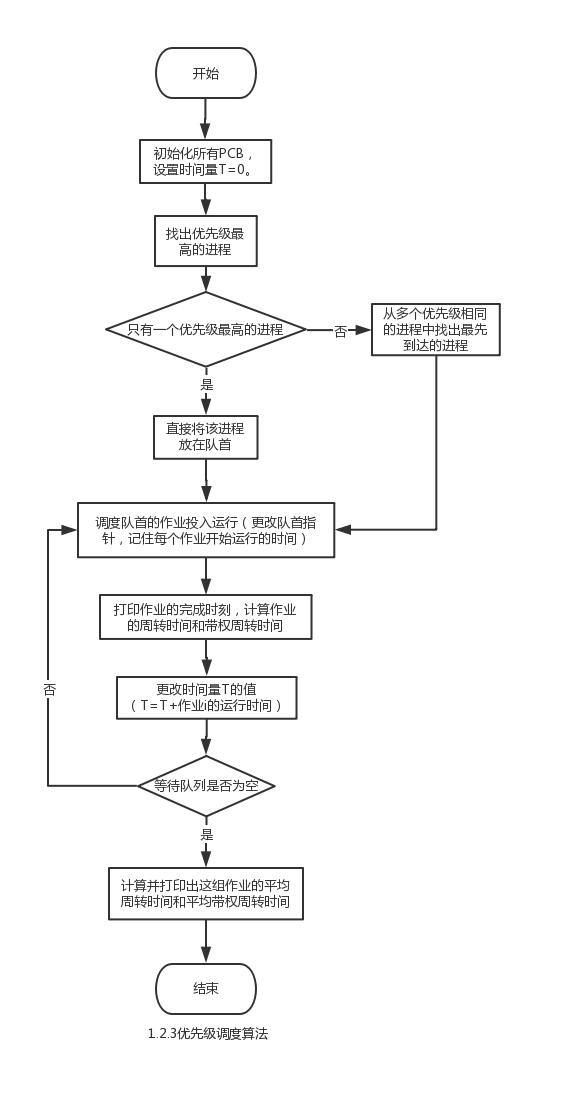 开始
初始化所有PCB，
设置时间量T=0。
找出优先级最
高的进程
只有一个优先级最高的进程
否
从多个优先级相同
的进程中找出最先
到达的进程
是
直接将该进程
放在队首
调度队首的作业投入运行（更改队首指
针，记住每个作业开始运行的时间）
打印作业的完成时刻，计算作业
的周转时间和带权周转时间
否
更改时间量T的值
（T=T+作业i的运行时间）
等待队列是否为空
是
计算并打印出这组作业的平均
周转时间和平均带权周转时间
结束
1.2.3优先级调度算法